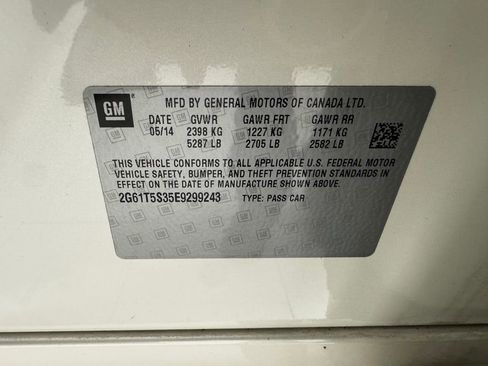 GM
MFD BY GENERAL MOTORS OF CANADA LTD.
DATE GVWR GAWR FRT GAWR RR
05/14 2398 KG 1227 KG 1171 KG
5287 LB 2705 LB 2582 LB
THIS VEHICLE CONFORMS TO ALL APPLICABLE U.S. FEDERAL MOTOR
VEHICLE SAFETY, BUMPER, AND THEFT PREVENTION STANDARDS
IN EFFECT ON THE DATE OF MANUFACTURE SHOWN ABOVE.
2G61T5S35E9299243 TYPE: PASS CAR